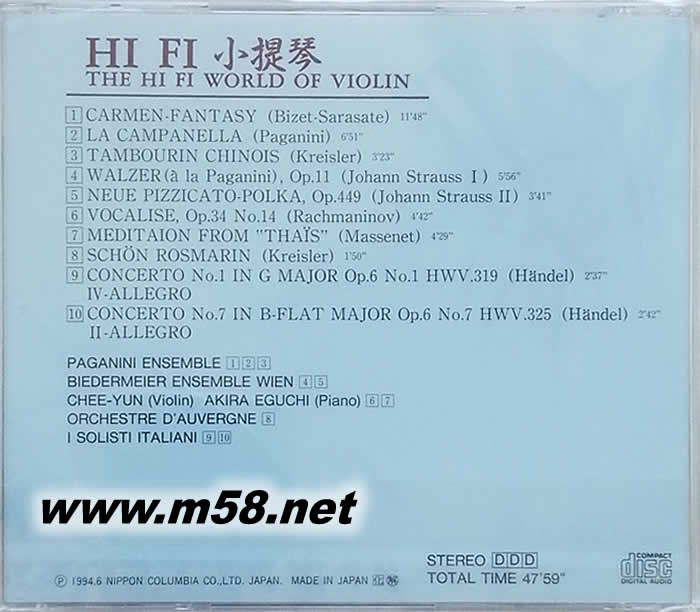 HI FI 小提琴
THE HI FI WORLD OF VIOLIN
1 CARMEN-FANTASY (Bizet-Sarasate) 11'48"
2 LA CAMPANELLA (Paganini) 6'51"
3 TAMBOURIN CHINOIS (Kreisler) 3'23"
4 WALZER(à la Paganini), Op.11 (Johann Strauss I) 5'56"
5 NEUE PIZZICATO-POLKA, Op.449 (Johann Strauss II) 3'41"
6 VOCALISE, Op.34 No.14 (Rachmaninov) 4'42"
7 MEDITAION FROM "THAÏS" (Massenet) 4'29"
8 SCHÖN ROSMARIN (Kreisler) 1'50"
9 CONCERTO No.1 IN G MAJOR Op.6 No.1 HWV.319 (Händel) 2'37"
IV-ALLEGRO
10 CONCERTO No.7 IN B-FLAT MAJOR Op.6 No.7 HWV.325 (Händel) 2'42"
II-ALLEGRO
PAGANINI ENSEMBLE 1 2 3
BIEDERMEIER ENSEMBLE WIEN 4 5
CHEE-YUN (Violin) AKIRA EGUCHI (Piano) 6 7
ORCHESTRE D'AUVERGNE 8
I SOLISTI ITALIANI 9 10
www.m58.net
STEREO DDD
TOTAL TIME 47'59"
COMPACT
disc
DIGITAL AUDIO
Ⓟ 1994.6 NIPPON COLUMBIA CO.,LTD. JAPAN. MADE IN JAPAN